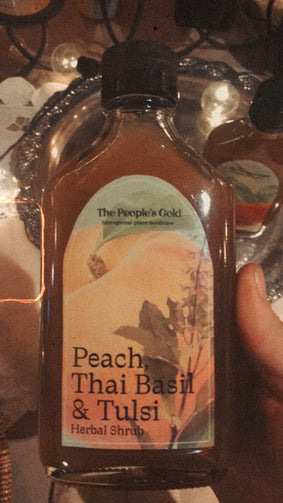 The People's Gold
bioregional plant medicine
Peach,
Thai Basil
& Tulsi
Herbal Shrub